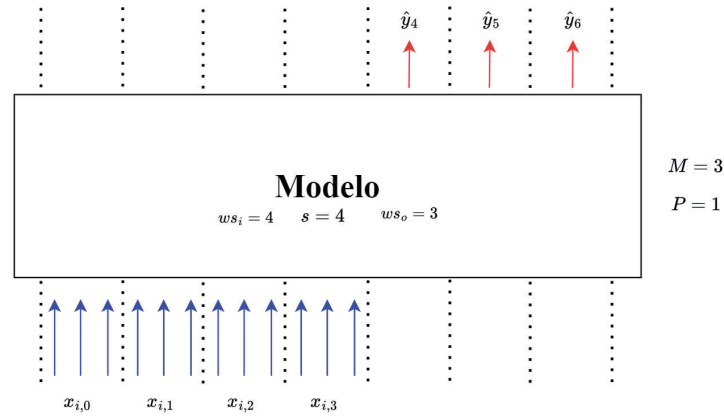 ŷ₄ ŷ₅ ŷ₆
Modelo
wsᵢ = 4 s = 4 wsₒ = 3
M = 3
P = 1
xᵢ,₀ xᵢ,₁ xᵢ,₂ xᵢ,₃